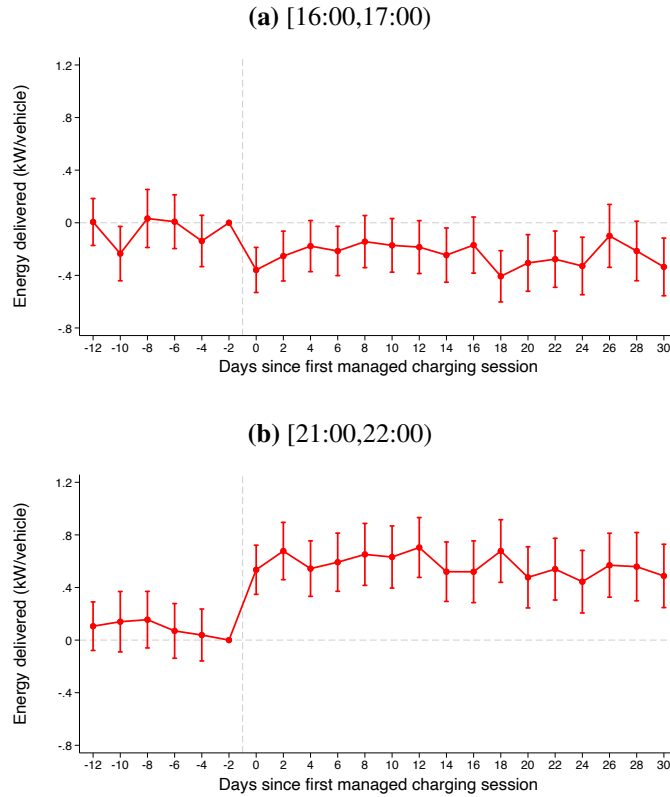 (a) [16:00,17:00)
Energy delivered (kW/vehicle)
1.2
.8
.4
0
-.4
-.8
-12 -10 -8 -6 -4 -2 0 2 4 6 8 10 12 14 16 18 20 22 24 26 28 30
Days since first managed charging session
(b) [21:00,22:00)
Energy delivered (kW/vehicle)
1.2
.8
.4
0
-.4
-.8
-12 -10 -8 -6 -4 -2 0 2 4 6 8 10 12 14 16 18 20 22 24 26 28 30
Days since first managed charging session